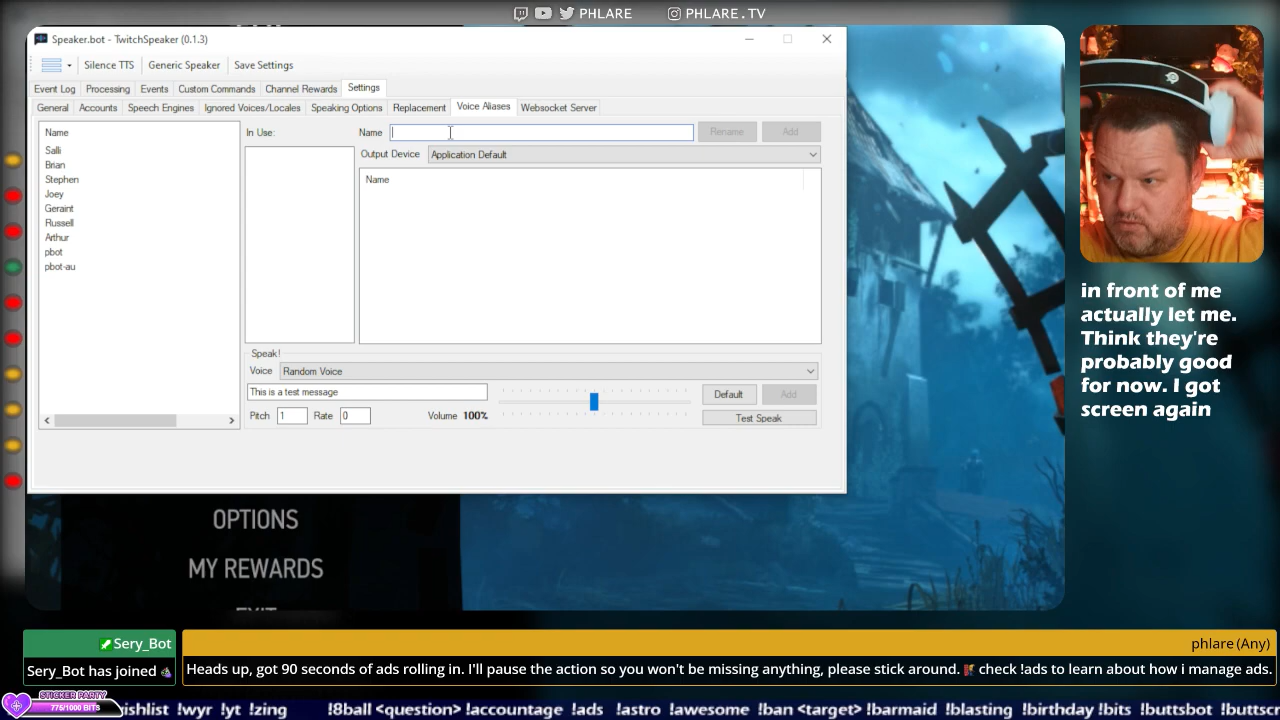 PHLARE PHLARE.TV
Speaker.bot - TwitchSpeaker (0.1.3)
Silence TTS Generic Speaker Save Settings
Event Log Processing Events Custom Commands Channel Rewards Settings
General Accounts Speech Engines Ignored Voices/Locales Speaking Options Replacement Voice Aliases Websocket Server
Name In Use: Name Rename Add
Output Device Application Default
Name
Salli
Brian
Stephen
Joey
Geraint
Russell
Arthur
pbot
pbot-au
Speak!
Voice Random Voice
This is a test message Default Add
Pitch 1 Rate 0 Volume 100% Test Speak
in front of me
actually let me.
Think they're
probably good
for now. I got
screen again
OPTIONS
MY REWARDS
EXIT
Sery_Bot phlare (Any)
Sery_Bot has joined Heads up, got 90 seconds of ads rolling in. I'll pause the action so you won't be missing anything, please stick around. check !ads to learn about how i manage ads.
STICKER PARTY
775/1000 BITS
ishlist !wyr !yt !zing !8ball <question> !accountage !ads !astro !awesome !ban <target> !barmaid !blasting !birthday !bits !buttsbot !buttscr